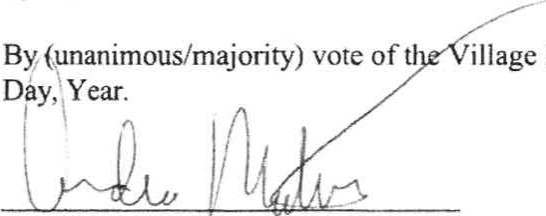 By (unanimous/majority) vote of the Village
Day, Year.